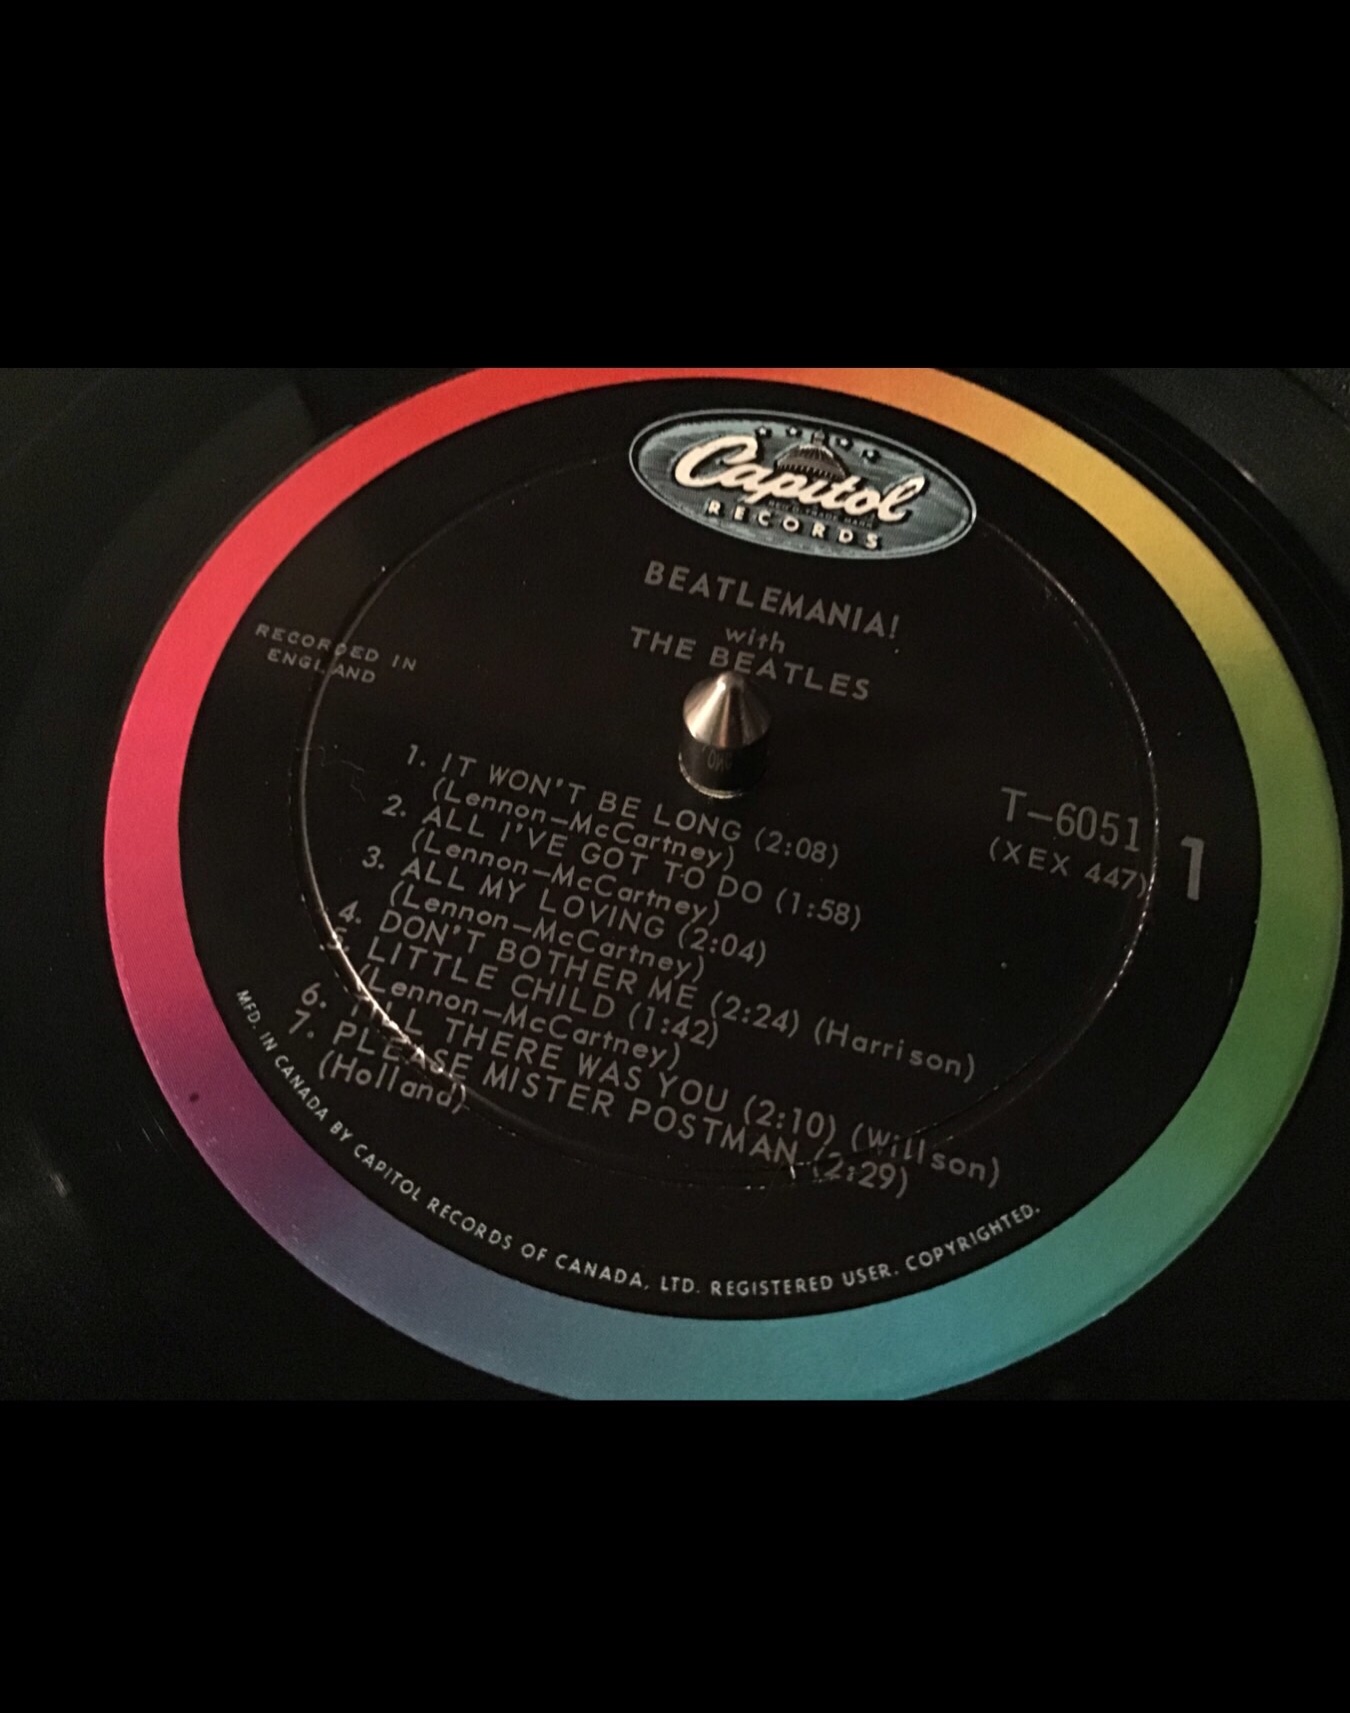 Capitol
RECORDS
BEATLEMANIA!
with
THE BEATLES
RECORDED IN
ENGLAND
T-6051
(XEX 447)
1
1. IT WON'T BE LONG (2:08)
(Lennon-McCartney)
2. ALL I'VE GOT TO DO (1:58)
(Lennon-McCartney)
3. ALL MY LOVING (2:04)
(Lennon-McCartney)
4. DON'T BOTHER ME (2:24) (Harrison)
5. LITTLE CHILD (1:42)
(Lennon-McCartney)
6. TILL THERE WAS YOU (2:10) (Willson)
7. PLEASE MISTER POSTMAN (2:29)
(Holland)
MFD. IN CANADA BY CAPITOL RECORDS OF CANADA, LTD. REGISTERED USER. COPYRIGHTED.